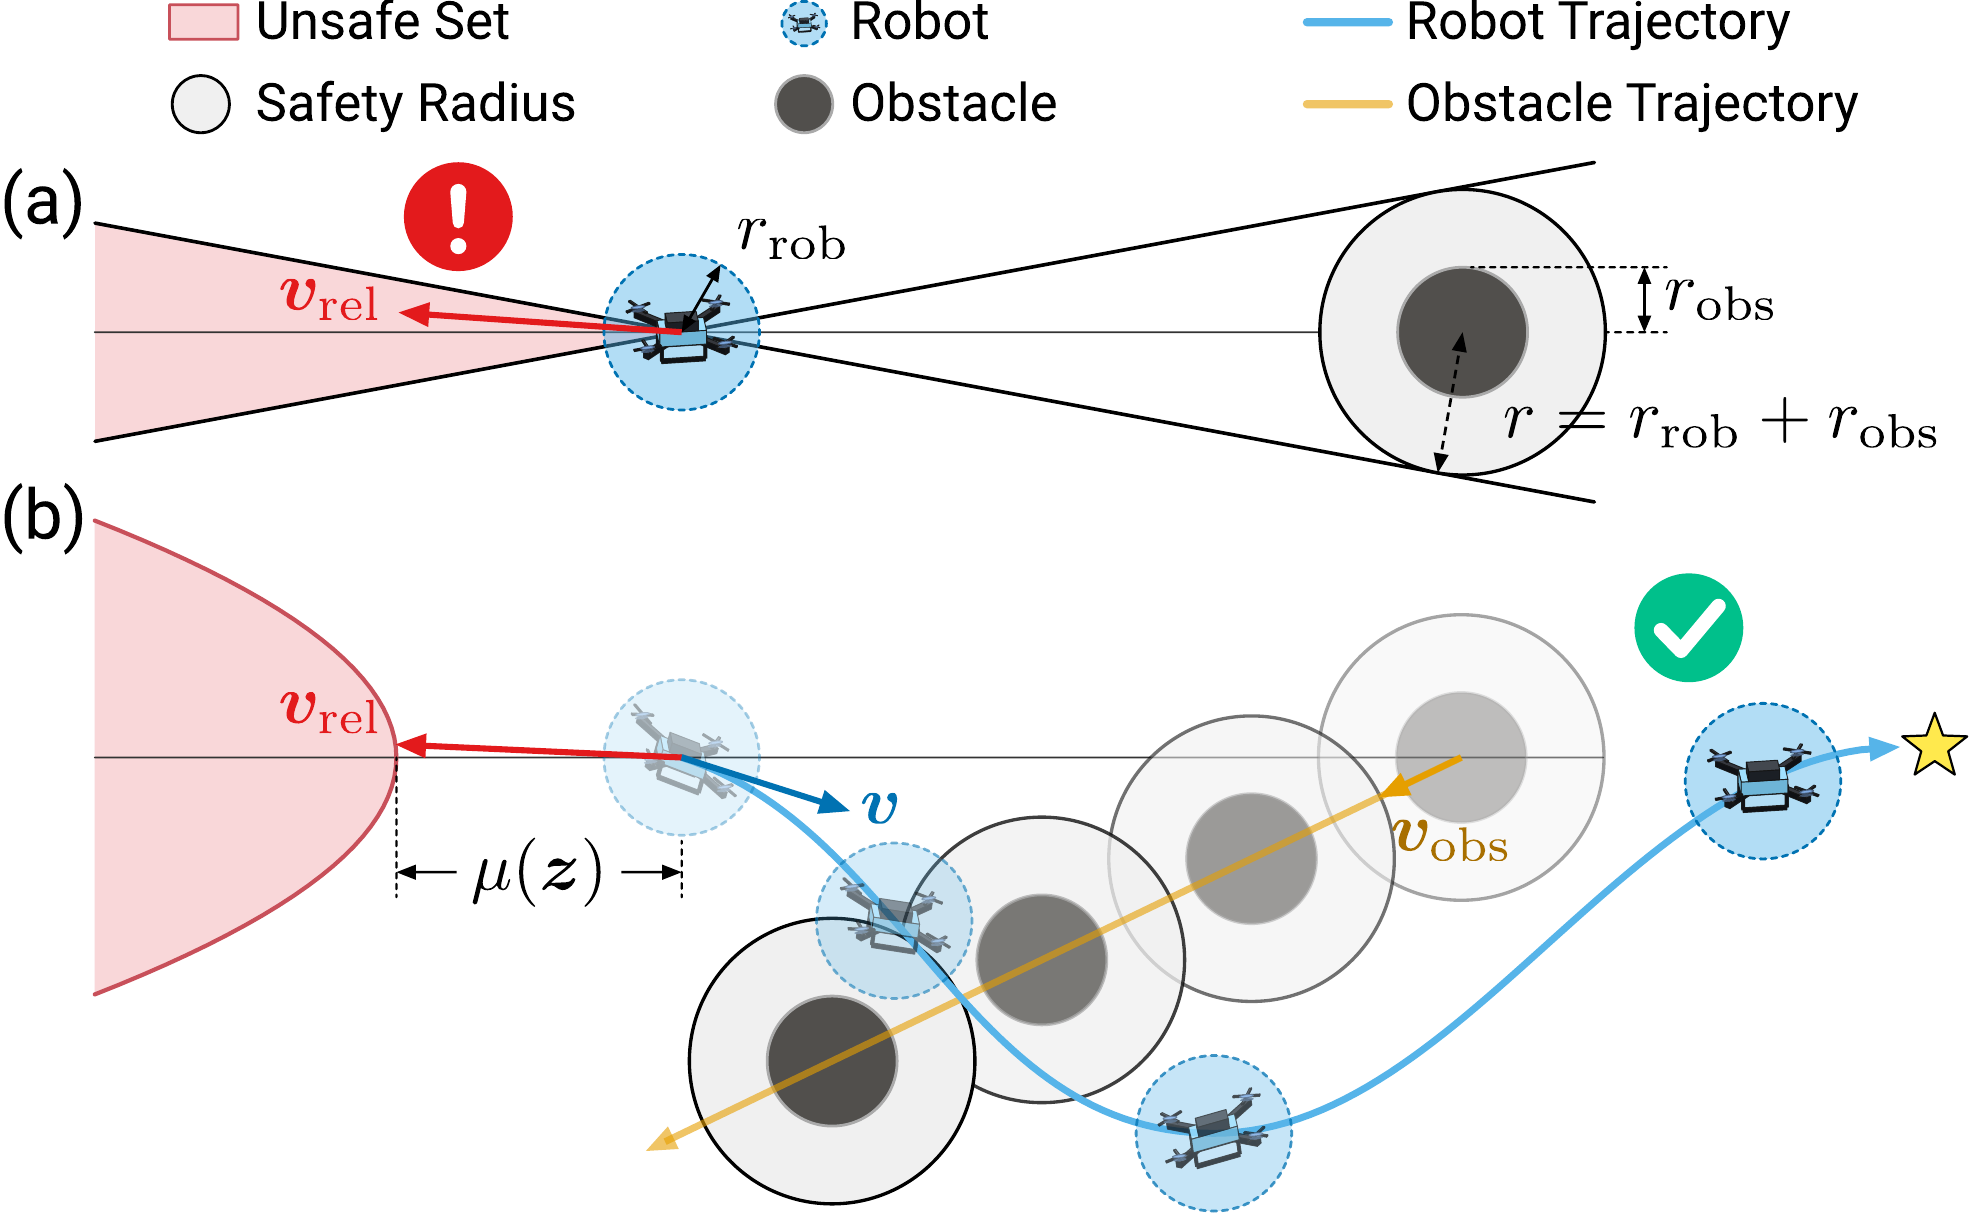 Unsafe Set Robot Robot Trajectory
Safety Radius Obstacle Obstacle Trajectory
(a)
!
r_rob
v_rel
r_obs
r = r_rob + r_obs
(b)
v_rel
v
v_obs
μ(z)